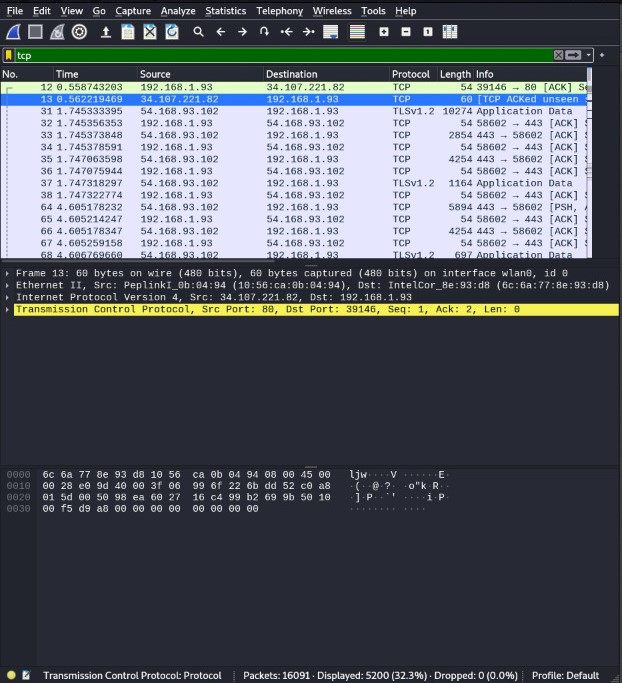 File Edit View Go Capture Analyze Statistics Telephony Wireless Tools Help
tcp
No. Time Source Destination Protocol Length Info
12 0.558743203 192.168.1.93 34.107.221.82 TCP 54 39146 → 80 [ACK] Se
13 0.562219469 34.107.221.82 192.168.1.93 TCP 60 [TCP ACKed unseen
31 1.745333395 54.168.93.102 192.168.1.93 TLSv1.2 10274 Application Data
32 1.745356353 192.168.1.93 54.168.93.102 TCP 54 58602 → 443 [ACK] S
33 1.745373848 54.168.93.102 192.168.1.93 TCP 2854 443 → 58602 [ACK] S
34 1.745378591 192.168.1.93 54.168.93.102 TCP 54 58602 → 443 [ACK] S
35 1.747063598 54.168.93.102 192.168.1.93 TCP 4254 443 → 58602 [ACK] S
36 1.747075944 192.168.1.93 54.168.93.102 TCP 54 58602 → 443 [ACK] S
37 1.747318297 54.168.93.102 192.168.1.93 TLSv1.2 1164 Application Data
38 1.747322774 192.168.1.93 54.168.93.102 TCP 54 58602 → 443 [ACK] S
64 4.605178232 54.168.93.102 192.168.1.93 TCP 5894 443 → 58602 [PSH, A
65 4.605214247 192.168.1.93 54.168.93.102 TCP 54 58602 → 443 [ACK] S
66 4.605178347 54.168.93.102 192.168.1.93 TCP 4254 443 → 58602 [ACK] S
67 4.605259158 192.168.1.93 54.168.93.102 TCP 54 58602 → 443 [ACK] S
68 4.606769660 54.168.93.102 192.168.1.93 TLSv1.2 697 Application Data
Frame 13: 60 bytes on wire (480 bits), 60 bytes captured (480 bits) on interface wlan0, id 0
Ethernet II, Src: PeplinkI_0b:04:94 (10:56:ca:0b:04:94), Dst: IntelCor_8e:93:d8 (6c:6a:77:8e:93:d8)
Internet Protocol Version 4, Src: 34.107.221.82, Dst: 192.168.1.93
Transmission Control Protocol, Src Port: 80, Dst Port: 39146, Seq: 1, Ack: 2, Len: 0
0000 6c 6a 77 8e 93 d8 10 56 ca 0b 04 94 08 00 45 00 ljw····V ······E·
0010 00 28 e0 9d 40 00 3f 06 99 6f 22 6b dd 52 c0 a8 ·(··@·?· ·o"k·R··
0020 01 5d 00 50 98 ea 60 27 16 c4 99 b2 69 9b 50 10 ·]·P··`' ····i·P·
0030 00 f5 d9 a8 00 00 00 00 00 00 00 00 ········ ····
Transmission Control Protocol: Protocol Packets: 16091 · Displayed: 5200 (32.3%) · Dropped: 0 (0.0%) Profile: Default